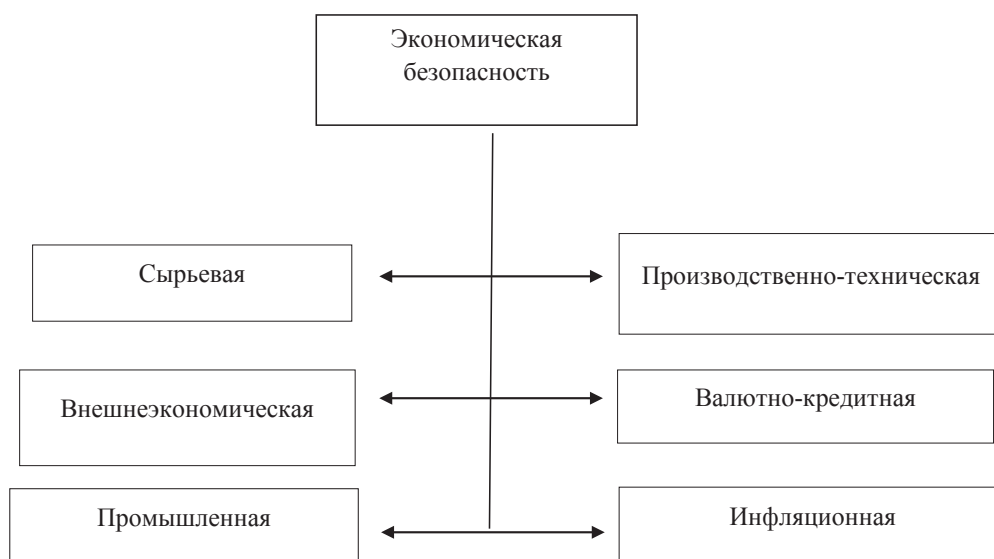 Экономическая
безопасность
Сырьевая
Производственно-техническая
Внешнеэкономическая
Валютно-кредитная
Промышленная
Инфляционная